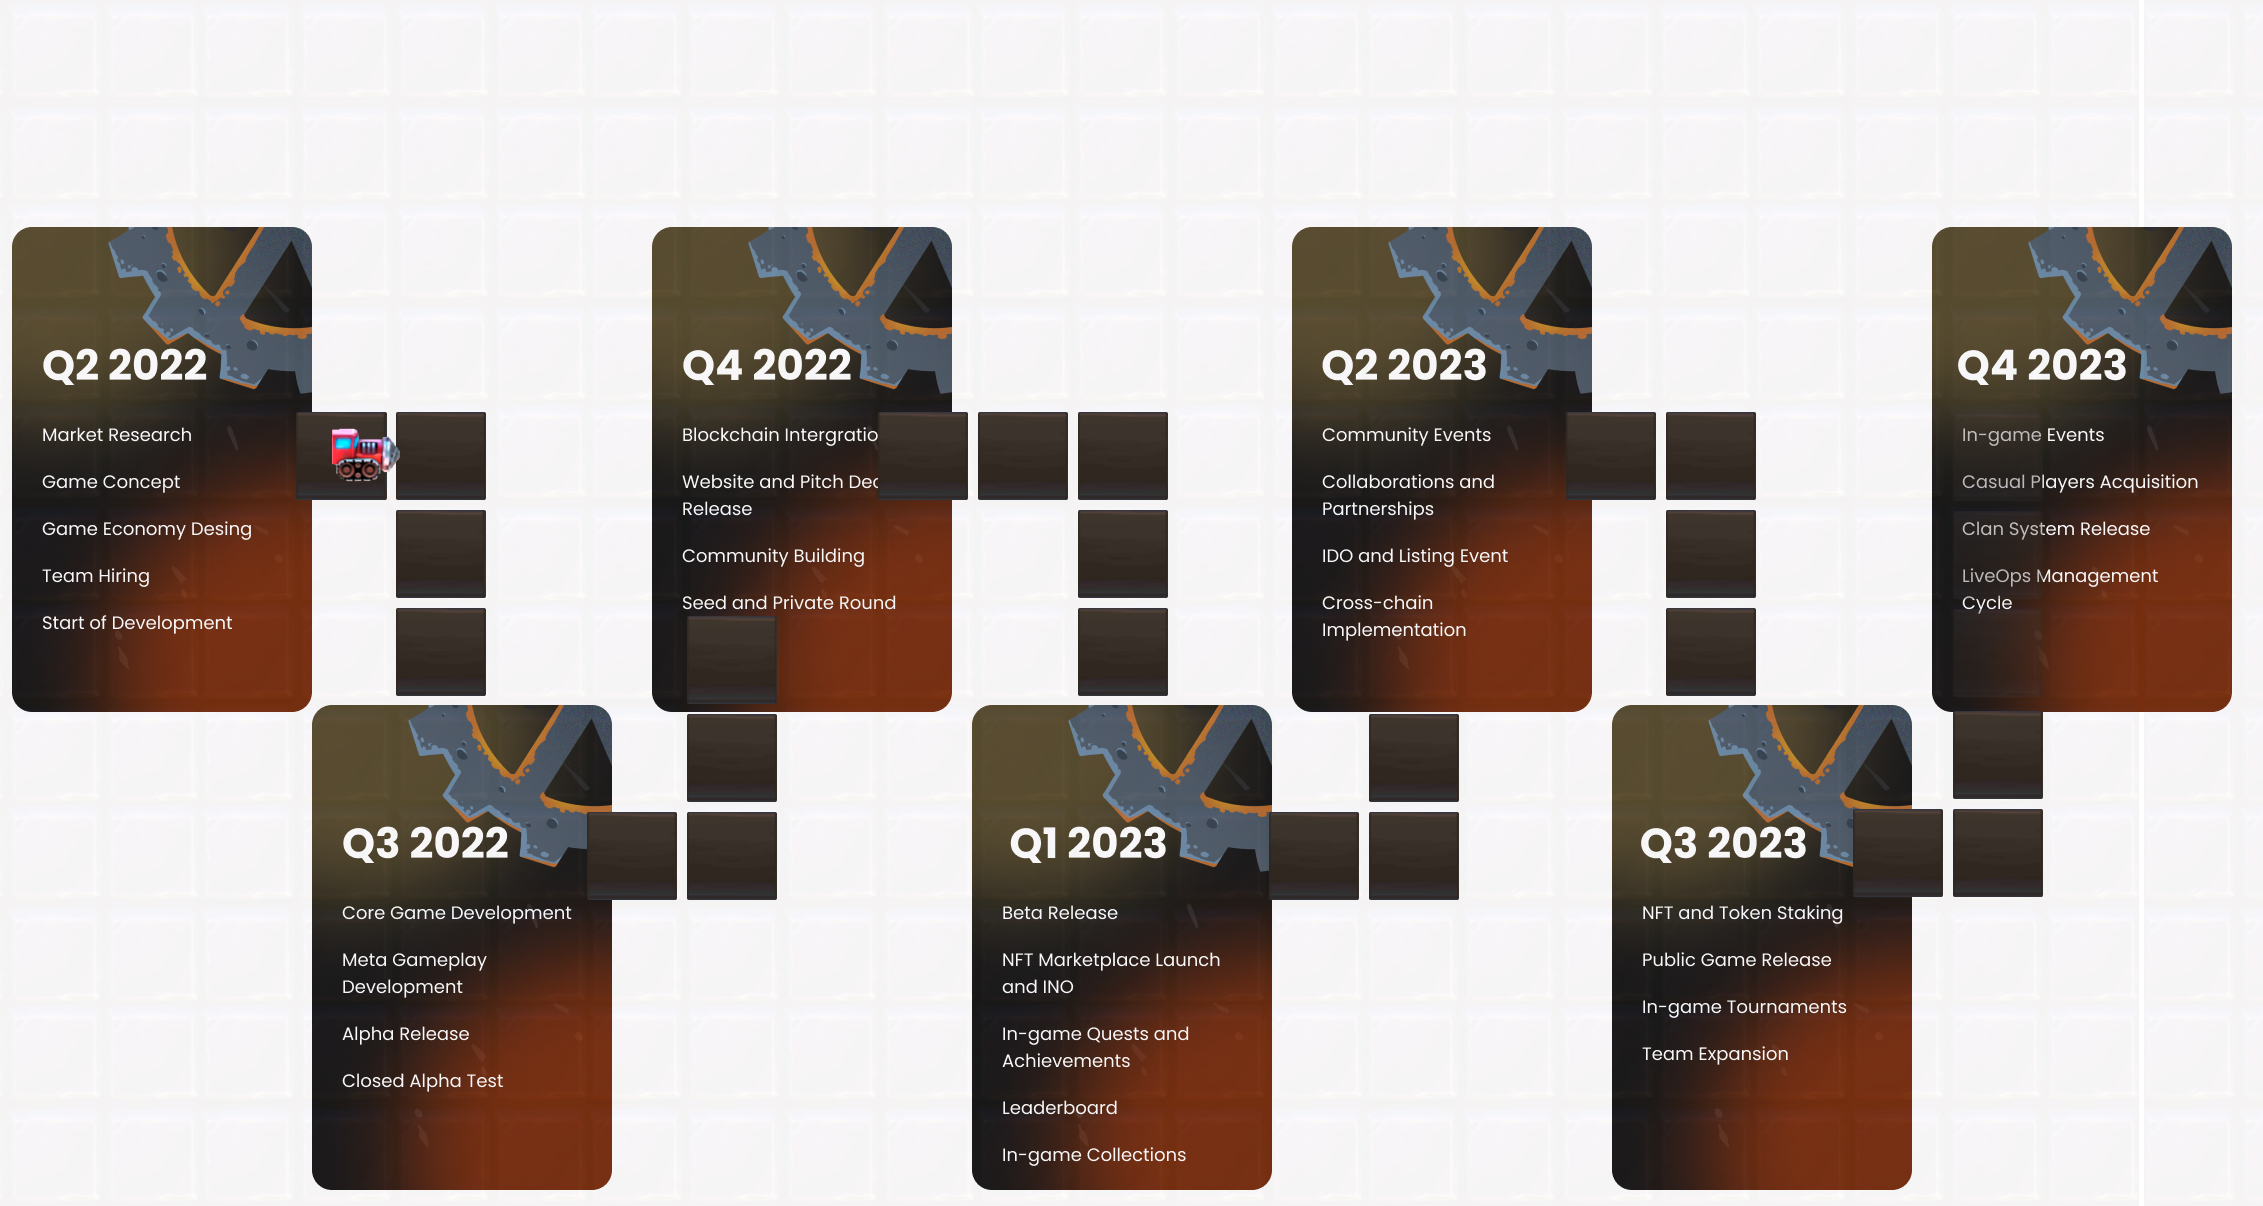 Q2 2022
Market Research
Game Concept
Game Economy Desing
Team Hiring
Start of Development
Q3 2022
Core Game Development
Meta Gameplay
Development
Alpha Release
Closed Alpha Test
Q4 2022
Blockchain Intergratio
Website and Pitch Dec
Release
Community Building
Seed and Private Round
Q1 2023
Beta Release
NFT Marketplace Launch
and INO
In-game Quests and
Achievements
Leaderboard
In-game Collections
Q2 2023
Community Events
Collaborations and
Partnerships
IDO and Listing Event
Cross-chain
Implementation
Q3 2023
NFT and Token Staking
Public Game Release
In-game Tournaments
Team Expansion
Q4 2023
In-game Events
Casual Players Acquisition
Clan System Release
LiveOps Management
Cycle